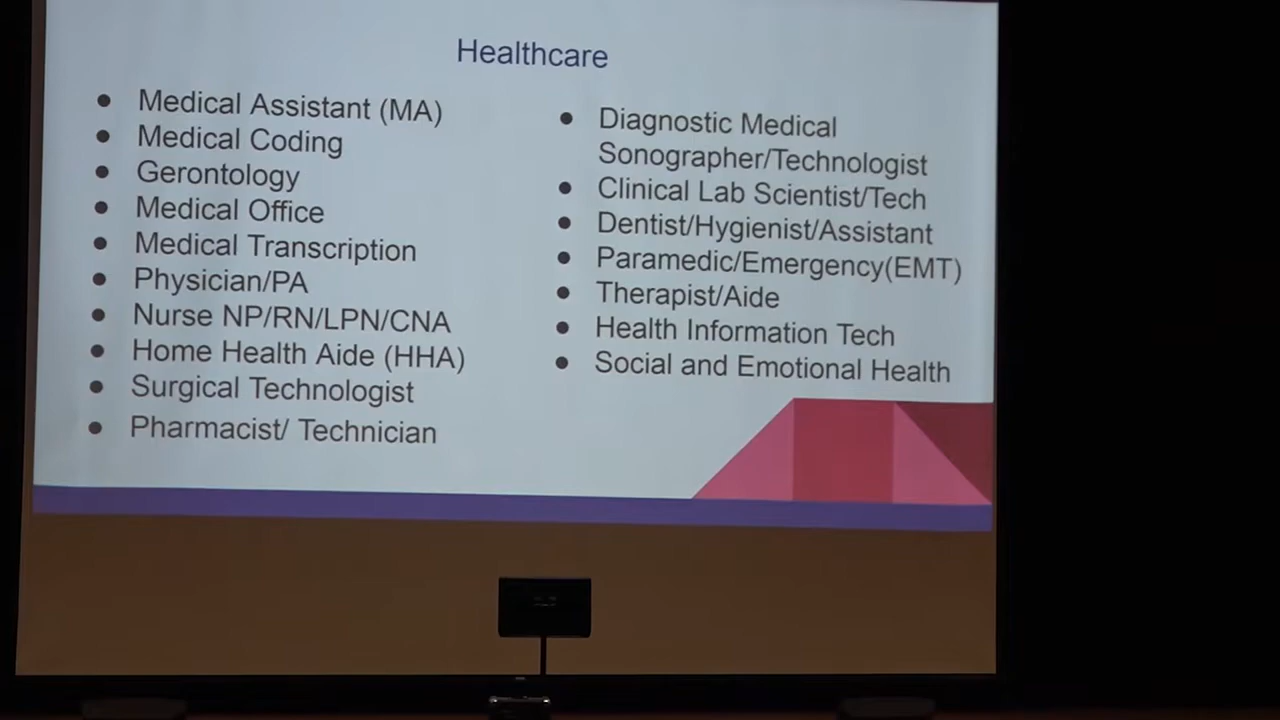 Healthcare
● Medical Assistant (MA)
● Medical Coding
● Gerontology
● Medical Office
● Medical Transcription
● Physician/PA
● Nurse NP/RN/LPN/CNA
● Home Health Aide (HHA)
● Surgical Technologist
● Pharmacist/ Technician
● Diagnostic Medical
Sonographer/Technologist
● Clinical Lab Scientist/Tech
● Dentist/Hygienist/Assistant
● Paramedic/Emergency(EMT)
● Therapist/Aide
● Health Information Tech
● Social and Emotional Health